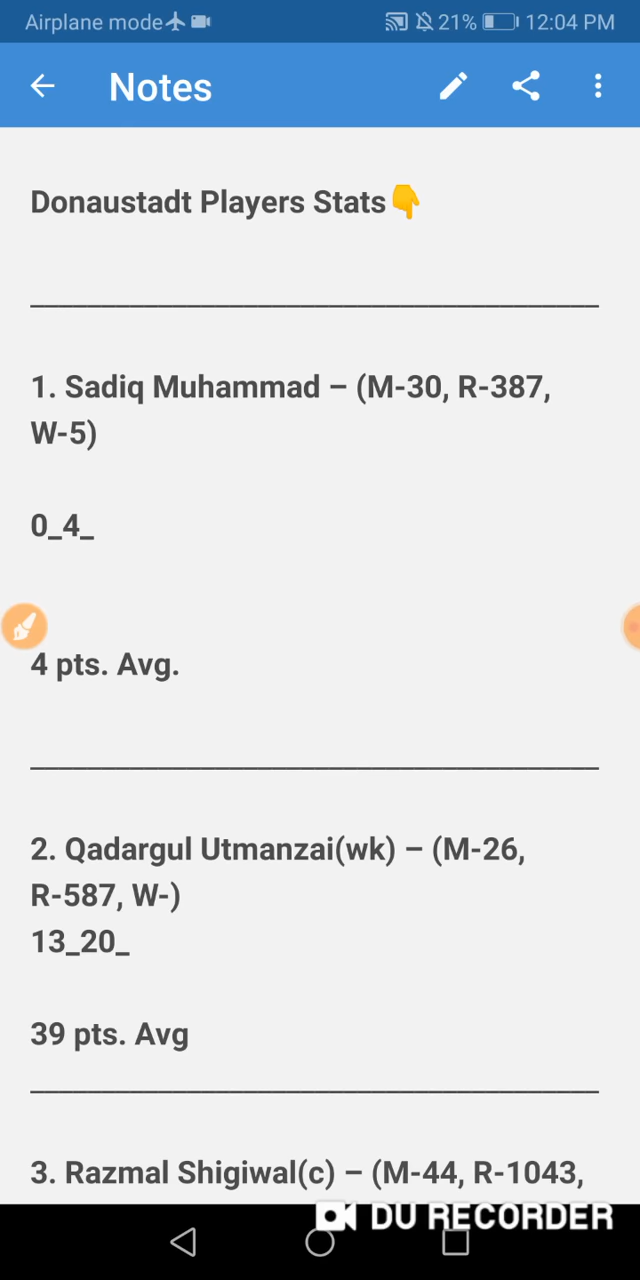 Airplane mode 21% 12:04 PM
Notes
Donaustadt Players Stats👇
1. Sadiq Muhammad – (M-30, R-387,
W-5)
0_4_
4 pts. Avg.
2. Qadargul Utmanzai(wk) – (M-26,
R-587, W-)
13_20_
39 pts. Avg
3. Razmal Shigiwal(c) – (M-44, R-1043,
DU RECORDER